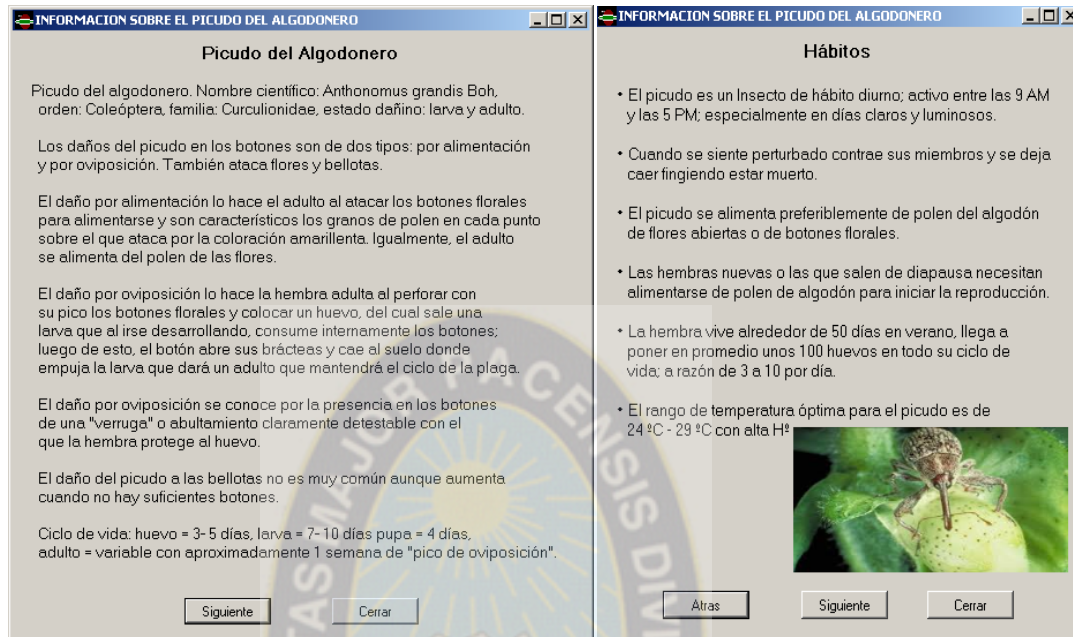 INFORMACION SOBRE EL PICUDO DEL ALGODONERO
Picudo del Algodonero
Picudo del algodonero. Nombre científico: Anthonomus grandis Boh,
orden: Coleóptera, familia: Curculionidae, estado dañino: larva y adulto.
Los daños del picudo en los botones son de dos tipos: por alimentación
y por oviposición. También ataca flores y bellotas.
El daño por alimentación lo hace el adulto al atacar los botones florales
para alimentarse y son característicos los granos de polen en cada punto
sobre el que ataca por la coloración amarillenta. Igualmente, el adulto
se alimenta del polen de las flores.
El daño por oviposición lo hace la hembra adulta al perforar con
su pico los botones florales y colocar un huevo, del cual sale una
larva que al irse desarrollando, consume internamente los botones;
luego de esto, el botón abre sus brácteas y cae al suelo donde
empuja la larva que dará un adulto que mantendrá el ciclo de la plaga.
El daño por oviposición se conoce por la presencia en los botones
de una "verruga" o abultamiento claramente detestable con el
que la hembra protege al huevo.
El daño del picudo a las bellotas no es muy común aunque aumenta
cuando no hay suficientes botones.
Ciclo de vida: huevo = 3- 5 días, larva = 7- 10 días pupa = 4 días,
adulto = variable con aproximadamente 1 semana de "pico de oviposición".
Siguiente
Cerrar
INFORMACION SOBRE EL PICUDO DEL ALGODONERO
Hábitos
• El picudo es un Insecto de hábito diurno; activo entre las 9 AM
y las 5 PM; especialmente en días claros y luminosos.
• Cuando se siente perturbado contrae sus miembros y se deja
caer fingiendo estar muerto.
• El picudo se alimenta preferiblemente de polen del algodón
de flores abiertas o de botones florales.
• Las hembras nuevas o las que salen de diapausa necesitan
alimentarse de polen de algodón para iniciar la reproducción.
• La hembra vive alrededor de 50 días en verano, llega a
poner en promedio unos 100 huevos en todo su ciclo de
vida; a razón de 3 a 10 por día.
• El rango de temperatura óptima para el picudo es de
24 ºC - 29 ºC con alta Hº
Atras
Siguiente
Cerrar
AS MAJOR PACENSIS DIVI